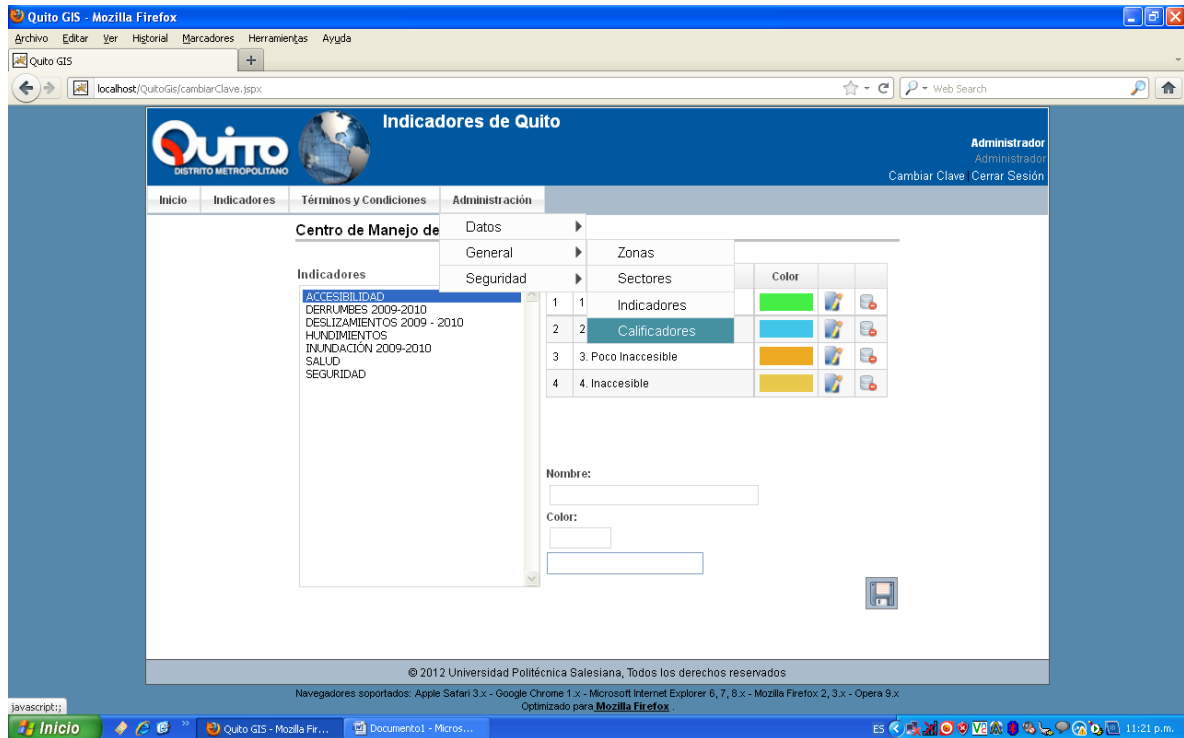 Quito GIS - Mozilla Firefox
Archivo Editar Ver Historial Marcadores Herramientas Ayuda
Quito GIS
localhost/QuitoGis/cambiarClave.jspx
Web Search
QUITO
DISTRITO METROPOLITANO
Indicadores de Quito
Administrador
Administrador
Cambiar Clave | Cerrar Sesión
Inicio Indicadores Términos y Condiciones Administración
Centro de Manejo de
Datos
General
Seguridad
Zonas
Sectores
Indicadores
Calificadores
Indicadores
ACCESIBILIDAD
DERRUMBES 2009-2010
DESLIZAMIENTOS 2009 - 2010
HUNDIMIENTOS
INUNDACIÓN 2009-2010
SALUD
SEGURIDAD
Color
1 1
2 2
3 3. Poco Inaccesible
4 4. Inaccesible
Nombre:
Color:
© 2012 Universidad Politécnica Salesiana, Todos los derechos reservados
Navegadores soportados: Apple Safari 3.x - Google Chrome 1.x - Microsoft Internet Explorer 6, 7, 8.x - Mozilla Firefox 2, 3.x - Opera 9.x
Optimizado para Mozilla Firefox .
javascript:;
Inicio
Quito GIS - Mozilla Fir...
Documento1 - Micros...
ES
11:21 p.m.